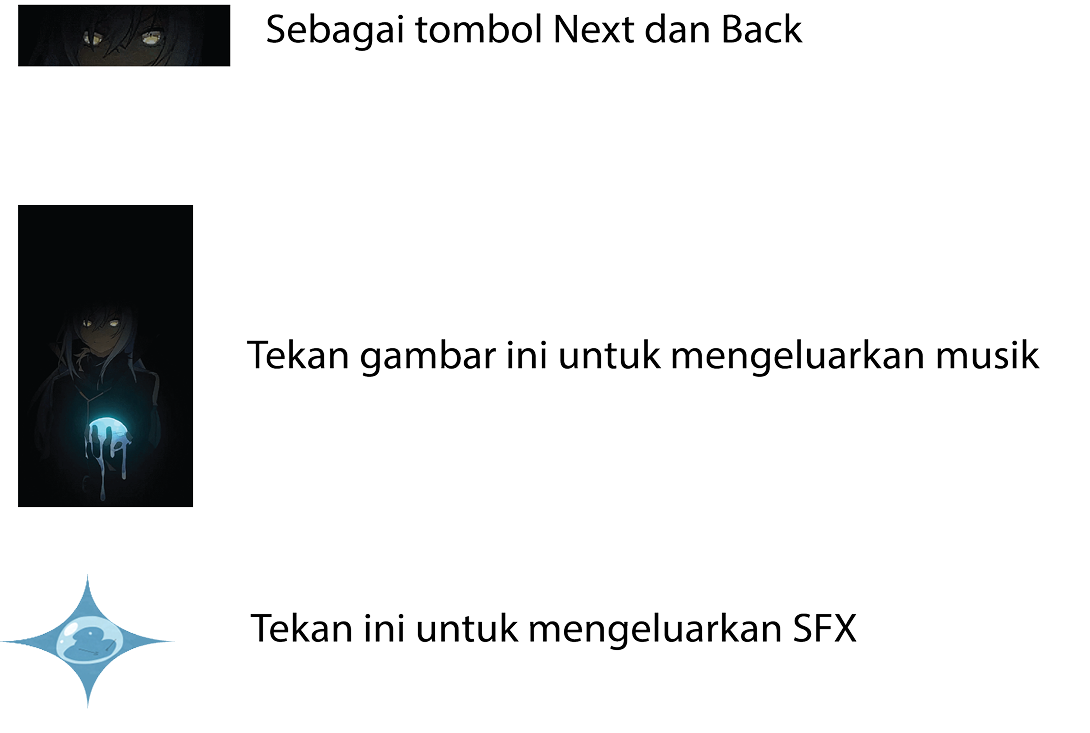 Sebagai tombol Next dan Back
Tekan gambar ini untuk mengeluarkan musik
Tekan ini untuk mengeluarkan SFX